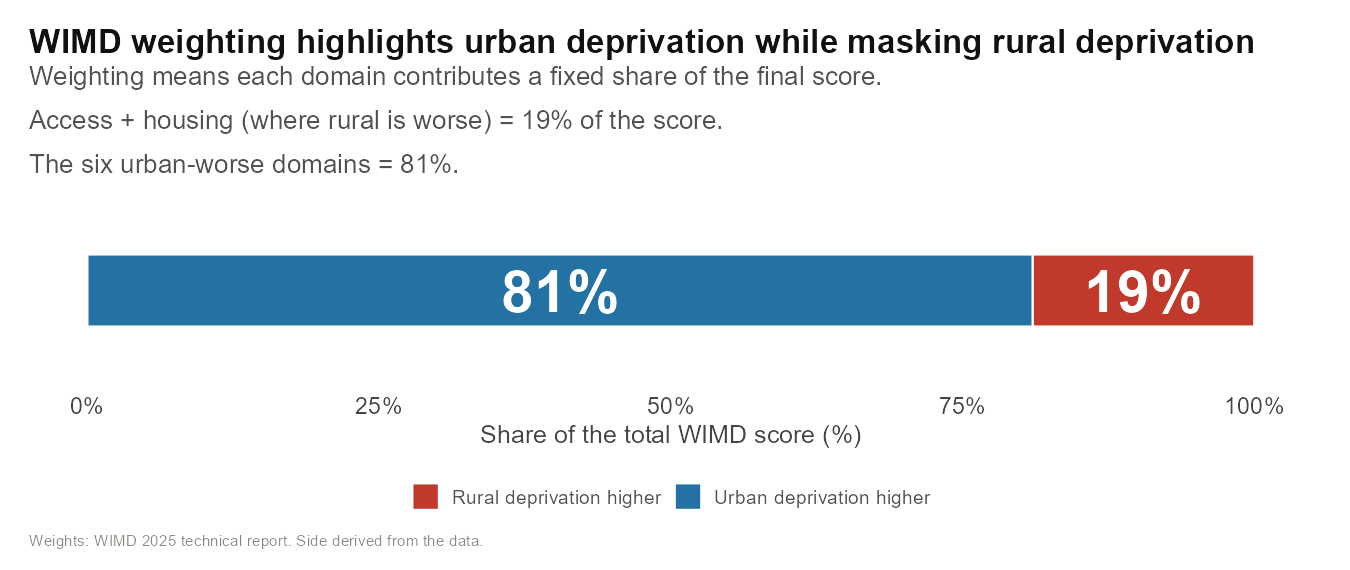 WIMD weighting highlights urban deprivation while masking rural deprivation
Weighting means each domain contributes a fixed share of the final score.
Access + housing (where rural is worse) = 19% of the score.
The six urban-worse domains = 81%.
81%
19%
0%
25%
50%
75%
100%
Share of the total WIMD score (%)
Rural deprivation higher
Urban deprivation higher
Weights: WIMD 2025 technical report. Side derived from the data.